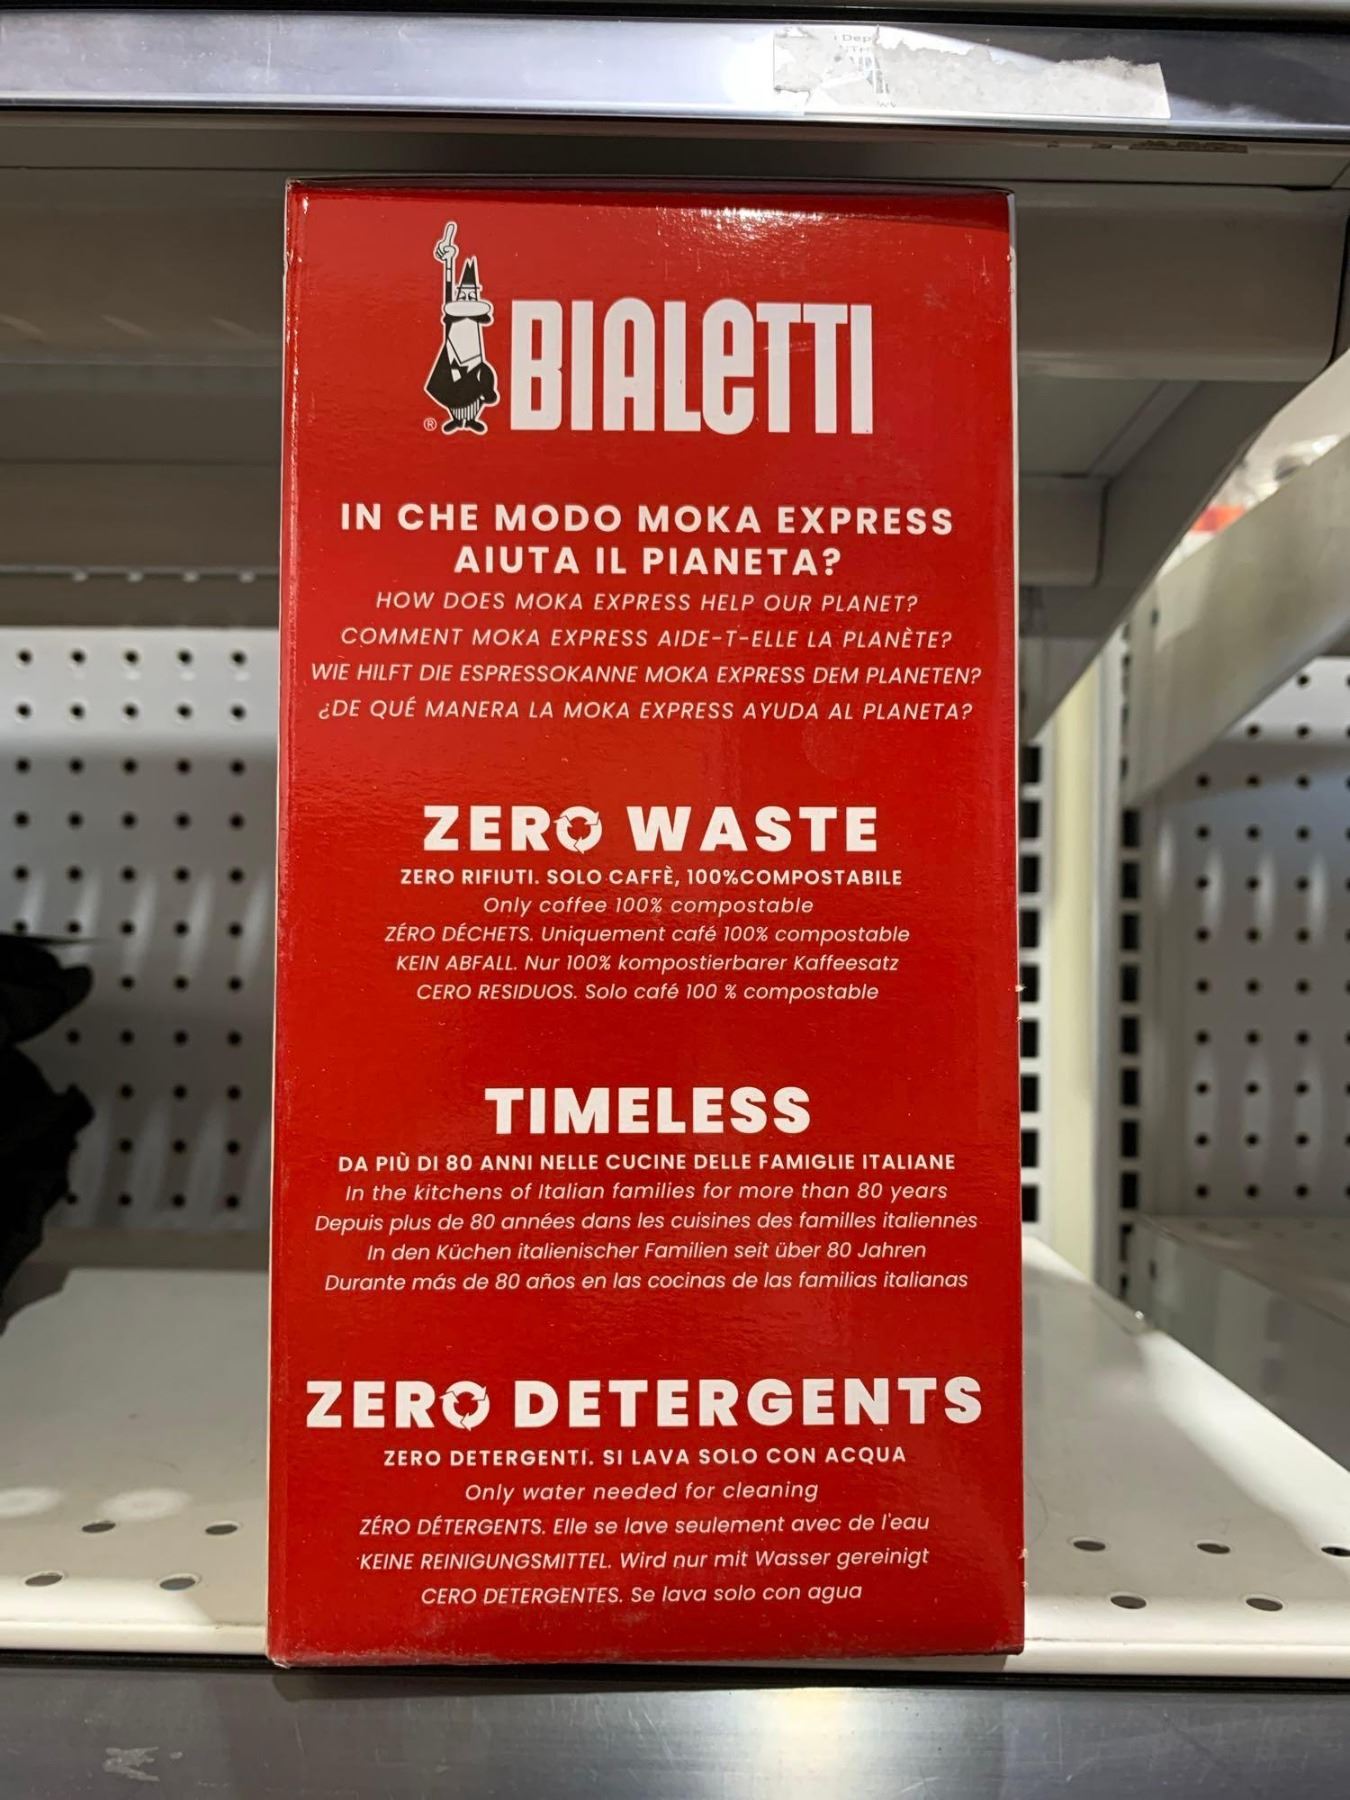 BIALETTI
®
IN CHE MODO MOKA EXPRESS
AIUTA IL PIANETA?
HOW DOES MOKA EXPRESS HELP OUR PLANET?
COMMENT MOKA EXPRESS AIDE-T-ELLE LA PLANÈTE?
WIE HILFT DIE ESPRESSOKANNE MOKA EXPRESS DEM PLANETEN?
¿DE QUÉ MANERA LA MOKA EXPRESS AYUDA AL PLANETA?
ZERO WASTE
ZERO RIFIUTI. SOLO CAFFÈ, 100%COMPOSTABILE
Only coffee 100% compostable
ZÉRO DÉCHETS. Uniquement café 100% compostable
KEIN ABFALL. Nur 100% kompostierbarer Kaffeesatz
CERO RESIDUOS. Solo café 100 % compostable
TIMELESS
DA PIÙ DI 80 ANNI NELLE CUCINE DELLE FAMIGLIE ITALIANE
In the kitchens of Italian families for more than 80 years
Depuis plus de 80 années dans les cuisines des familles italiennes
In den Küchen italienischer Familien seit über 80 Jahren
Durante más de 80 años en las cocinas de las familias italianas
ZERO DETERGENTS
ZERO DETERGENTI. SI LAVA SOLO CON ACQUA
Only water needed for cleaning
ZÉRO DÉTERGENTS. Elle se lave seulement avec de l'eau
KEINE REINIGUNGSMITTEL. Wird nur mit Wasser gereinigt
CERO DETERGENTES. Se lava solo con agua